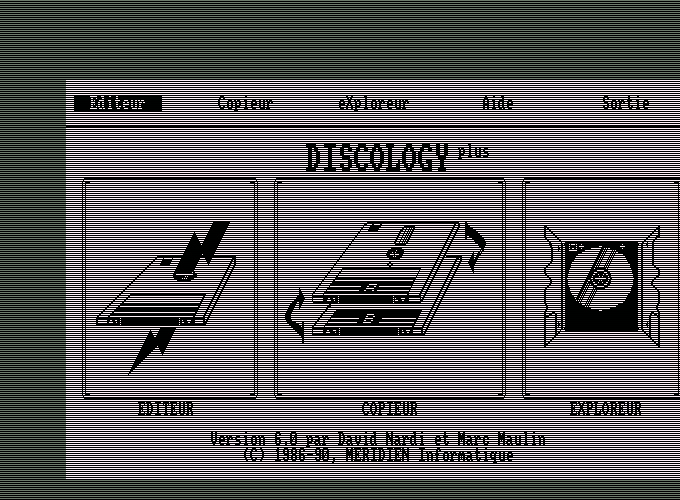 Editeur Copieur eXploreur Aide Sortie
DISCOLOGY plus
EDITEUR COPIEUR EXPLOREUR
Version 6.0 par David Nardi et Marc Maulin
(C) 1986-90, MERIDIEN Informatique